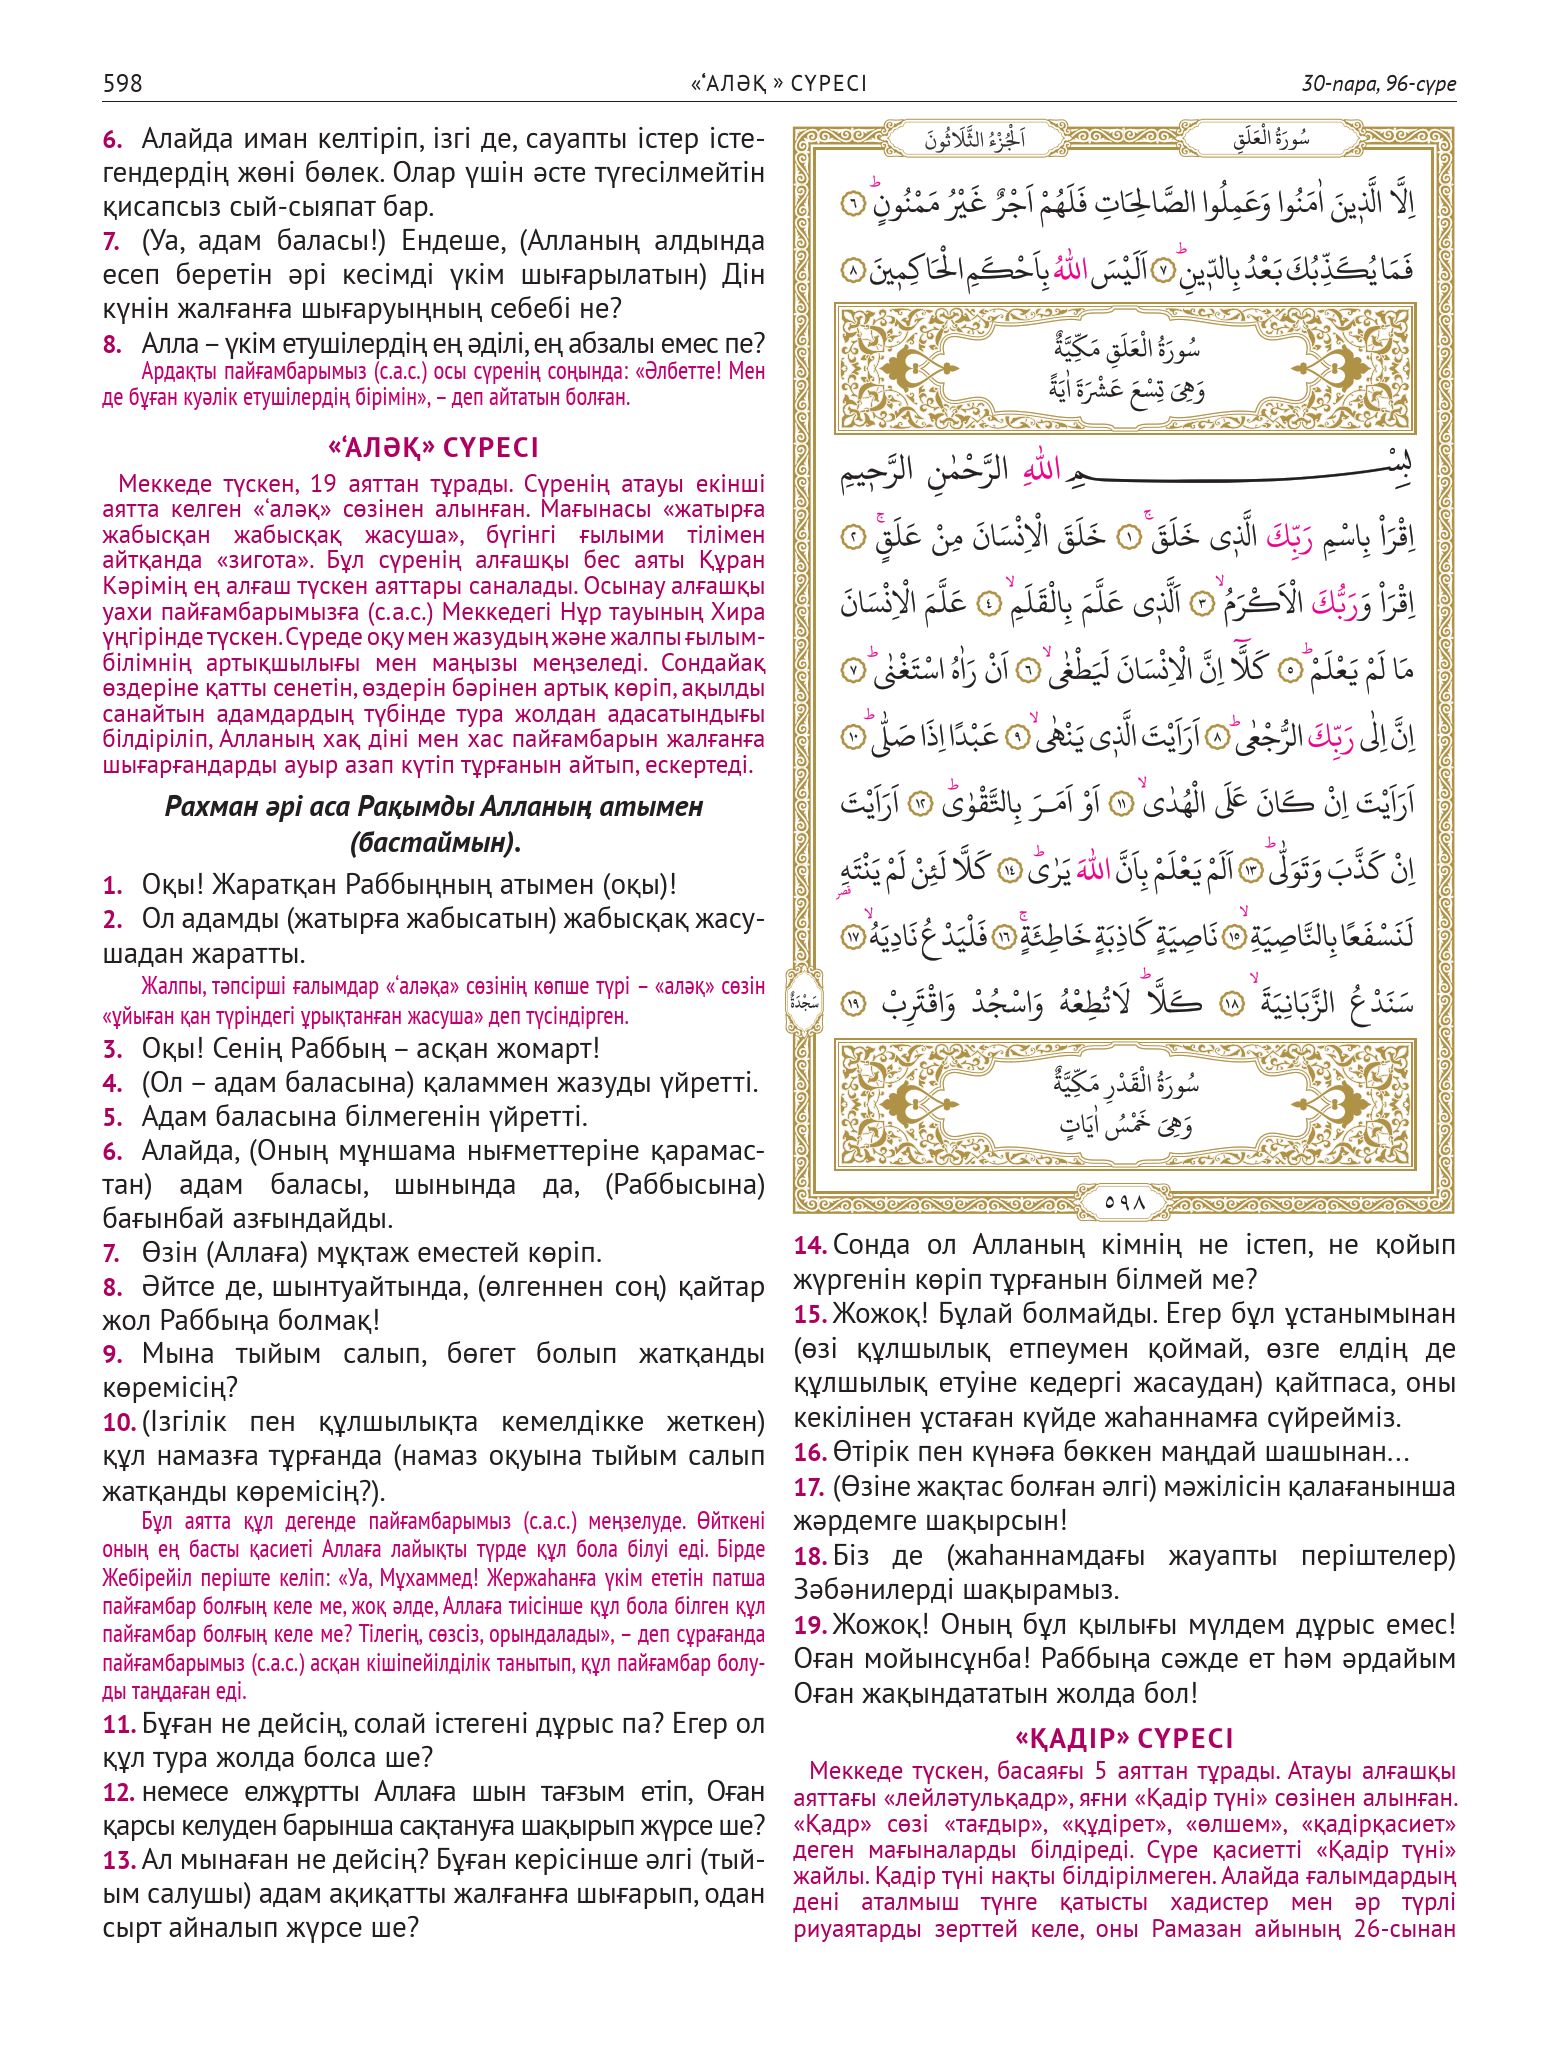 598
«ʻАЛӘҚ » СҮРЕСІ
30-пара, 96-сүре
6. Алайда иман келтіріп, ізгі де, сауапты істер істе-
гендердің жөні бөлек. Олар үшін әсте түгесілмейтін
қисапсыз сый-сыяпат бар.
7. (Уа, адам баласы!) Ендеше, (Алланың алдында
есеп беретін әрі кесімді үкім шығарылатын) Дін
күнін жалғанға шығаруыңның себебі не?
8. Алла – үкім етушілердің ең әділі, ең абзалы емес пе?
Ардақты пайғамбарымыз (с.а.с.) осы сүренің соңында: «Әлбетте! Мен
де бұған куәлік етушілердің бірімін», – деп айтатын болған.
«ʻАЛӘҚ» СҮРЕСІ
Меккеде түскен, 19 аяттан тұрады. Сүренің атауы екінші
аятта келген «ʻаләқ» сөзінен алынған. Мағынасы «жатырға
жабысқан жабысқақ жасуша», бүгінгі ғылыми тілімен
айтқанда «зигота». Бұл сүренің алғашқы бес аяты Құран
Кәрімің ең алғаш түскен аяттары саналады. Осынау алғашқы
уахи пайғамбарымызға (с.а.с.) Меккедегі Нұр тауының Хира
үңгірінде түскен. Сүреде оқу мен жазудың және жалпы ғылым-
білімнің артықшылығы мен маңызы меңзеледі. Сондайақ
өздеріне қатты сенетін, өздерін бәрінен артық көріп, ақылды
санайтын адамдардың түбінде тура жолдан адасатындығы
білдіріліп, Алланың хақ діні мен хас пайғамбарын жалғанға
шығарғандарды ауыр азап күтіп тұрғанын айтып, ескертеді.
Рахман әрі аса Рақымды Алланың атымен
(бастаймын).
1. Оқы! Жаратқан Раббыңның атымен (оқы)!
2. Ол адамды (жатырға жабысатын) жабысқақ жасу-
шадан жаратты.
Жалпы, тәпсірші ғалымдар «ʻаләқа» сөзінің көпше түрі – «аләқ» сөзін
«ұйыған қан түріндегі ұрықтанған жасуша» деп түсіндірген.
3. Оқы! Сенің Раббың – асқан жомарт!
4. (Ол – адам баласына) қаламмен жазуды үйретті.
5. Адам баласына білмегенін үйретті.
6. Алайда, (Оның мұншама нығметтеріне қарамас-
тан) адам баласы, шынында да, (Раббысына)
бағынбай азғындайды.
7. Өзін (Аллаға) мұқтаж еместей көріп.
8. Әйтсе де, шынтуайтында, (өлгеннен соң) қайтар
жол Раббыңа болмақ!
9. Мына тыйым салып, бөгет болып жатқанды
көремісің?
10. (Ізгілік пен құлшылықта кемелдікке жеткен)
құл намазға тұрғанда (намаз оқуына тыйым салып
жатқанды көремісің?).
Бұл аятта құл дегенде пайғамбарымыз (с.а.с.) меңзелуде. Өйткені
оның ең басты қасиеті Аллаға лайықты түрде құл бола білуі еді. Бірде
Жебірейіл періште келіп: «Уа, Мұхаммед! Жержаһанға үкім ететін патша
пайғамбар болғың келе ме, жоқ әлде, Аллаға тиісінше құл бола білген құл
пайғамбар болғың келе ме? Тілегің, сөзсіз, орындалады», – деп сұрағанда
пайғамбарымыз (с.а.с.) асқан кішіпейілділік танытып, құл пайғамбар болу-
ды таңдаған еді.
11. Бұған не дейсің, солай істегені дұрыс па? Егер ол
құл тура жолда болса ше?
12. немесе елжұртты Аллаға шын тағзым етіп, Оған
қарсы келуден барынша сақтануға шақырып жүрсе ше?
13. Ал мынаған не дейсің? Бұған керісінше әлгі (тый-
ым салушы) адам ақиқатты жалғанға шығарып, одан
сырт айналып жүрсе ше?
سُورَةُ الْعَلَقِ
اَلْجُزْءُ الثَّلَاثُونَ
اِلَّا الَّذ۪ينَ اٰمَنُوا وَعَمِلُوا الصَّالِحَاتِ فَلَهُمْ اَجْرٌ غَيْرُ مَمْنُونٍۜ ﴿٦﴾
فَمَا يُكَذِّبُكَ بَعْدُ بِالدّ۪ينِۜ ﴿٧﴾ اَلَيْسَ اللّٰهُ بِاَحْكَمِ الْحَاكِم۪ينَ ﴿٨﴾
سُورَةُ الْعَلَقِ مَكِّيَّةٌ
وَهِيَ تِسْعَ عَشْرَةَ اٰيَةً
بِسْمِ اللّٰهِ الرَّحْمٰنِ الرَّح۪يمِ
اِقْرَأْ بِاسْمِ رَبِّكَ الَّذ۪ي خَلَقَۚ ﴿١﴾ خَلَقَ الْاِنْسَانَ مِنْ عَلَقٍۚ ﴿٢﴾
اِقْرَأْ وَرَبُّكَ الْاَكْرَمُۙ ﴿٣﴾ اَلَّذ۪ي عَلَّمَ بِالْقَلَمِۙ ﴿٤﴾ عَلَّمَ الْاِنْسَانَ
مَا لَمْ يَعْلَمْۜ ﴿٥﴾ كَلَّٓا اِنَّ الْاِنْسَانَ لَيَطْغٰىۙ ﴿٦﴾ اَنْ رَاٰهُ اسْتَغْنٰىۜ ﴿٧﴾
اِنَّ اِلٰى رَبِّكَ الرُّجْعٰىۜ ﴿٨﴾ اَرَاَيْتَ الَّذ۪ي يَنْهٰىۙ ﴿٩﴾ عَبْدًا اِذَا صَلّٰىۜ ﴿١٠﴾
اَرَاَيْتَ اِنْ كَانَ عَلَى الْهُدٰىۙ ﴿١١﴾ اَوْ اَمَرَ بِالتَّقْوٰىۜ ﴿١٢﴾ اَرَاَيْتَ
اِنْ كَذَّبَ وَتَوَلّٰىۜ ﴿١٣﴾ اَلَمْ يَعْلَمْ بِاَنَّ اللّٰهَ يَرٰىۜ ﴿١٤﴾ كَلَّا لَئِنْ لَمْ يَنْتَهِ
لَنَسْفَعًا بِالنَّاصِيَةِۙ ﴿١٥﴾ نَاصِيَةٍ كَاذِبَةٍ خَاطِئَةٍۚ ﴿١٦﴾ فَلْيَدْعُ نَادِيَهُۙ ﴿١٧﴾
سَنَدْعُ الزَّبَانِيَةَۙ ﴿١٨﴾ كَلَّاۜ لَا تُطِعْهُ وَاسْجُدْ وَاقْتَرِبْ ﴿١٩﴾
سَجْدَةٌ
سُورَةُ الْقَدْرِ مَكِّيَّةٌ
وَهِيَ خَمْسُ اٰيَاتٍ
٥٩٨
14. Сонда ол Алланың кімнің не істеп, не қойып
жүргенін көріп тұрғанын білмей ме?
15. Жожоқ! Бұлай болмайды. Егер бұл ұстанымынан
(өзі құлшылық етпеумен қоймай, өзге елдің де
құлшылық етуіне кедергі жасаудан) қайтпаса, оны
кекілінен ұстаған күйде жаһаннамға сүйрейміз.
16. Өтірік пен күнәға бөккен маңдай шашынан...
17. (Өзіне жақтас болған әлгі) мәжілісін қалағанынша
жәрдемге шақырсын!
18. Біз де (жаһаннамдағы жауапты періштелер)
Зәбәнилерді шақырамыз.
19. Жожоқ! Оның бұл қылығы мүлдем дұрыс емес!
Оған мойынсұнба! Раббыңа сәжде ет һәм әрдайым
Оған жақындататын жолда бол!
«ҚАДІР» СҮРЕСІ
Меккеде түскен, басаяғы 5 аяттан тұрады. Атауы алғашқы
аяттағы «лейләтульқадр», яғни «Қадір түні» сөзінен алынған.
«Қадр» сөзі «тағдыр», «құдірет», «өлшем», «қадірқасиет»
деген мағыналарды білдіреді. Сүре қасиетті «Қадір түні»
жайлы. Қадір түні нақты білдірілмеген. Алайда ғалымдардың
дені аталмыш түнге қатысты хадистер мен әр түрлі
риуаятарды зерттей келе, оны Рамазан айының 26-сынан